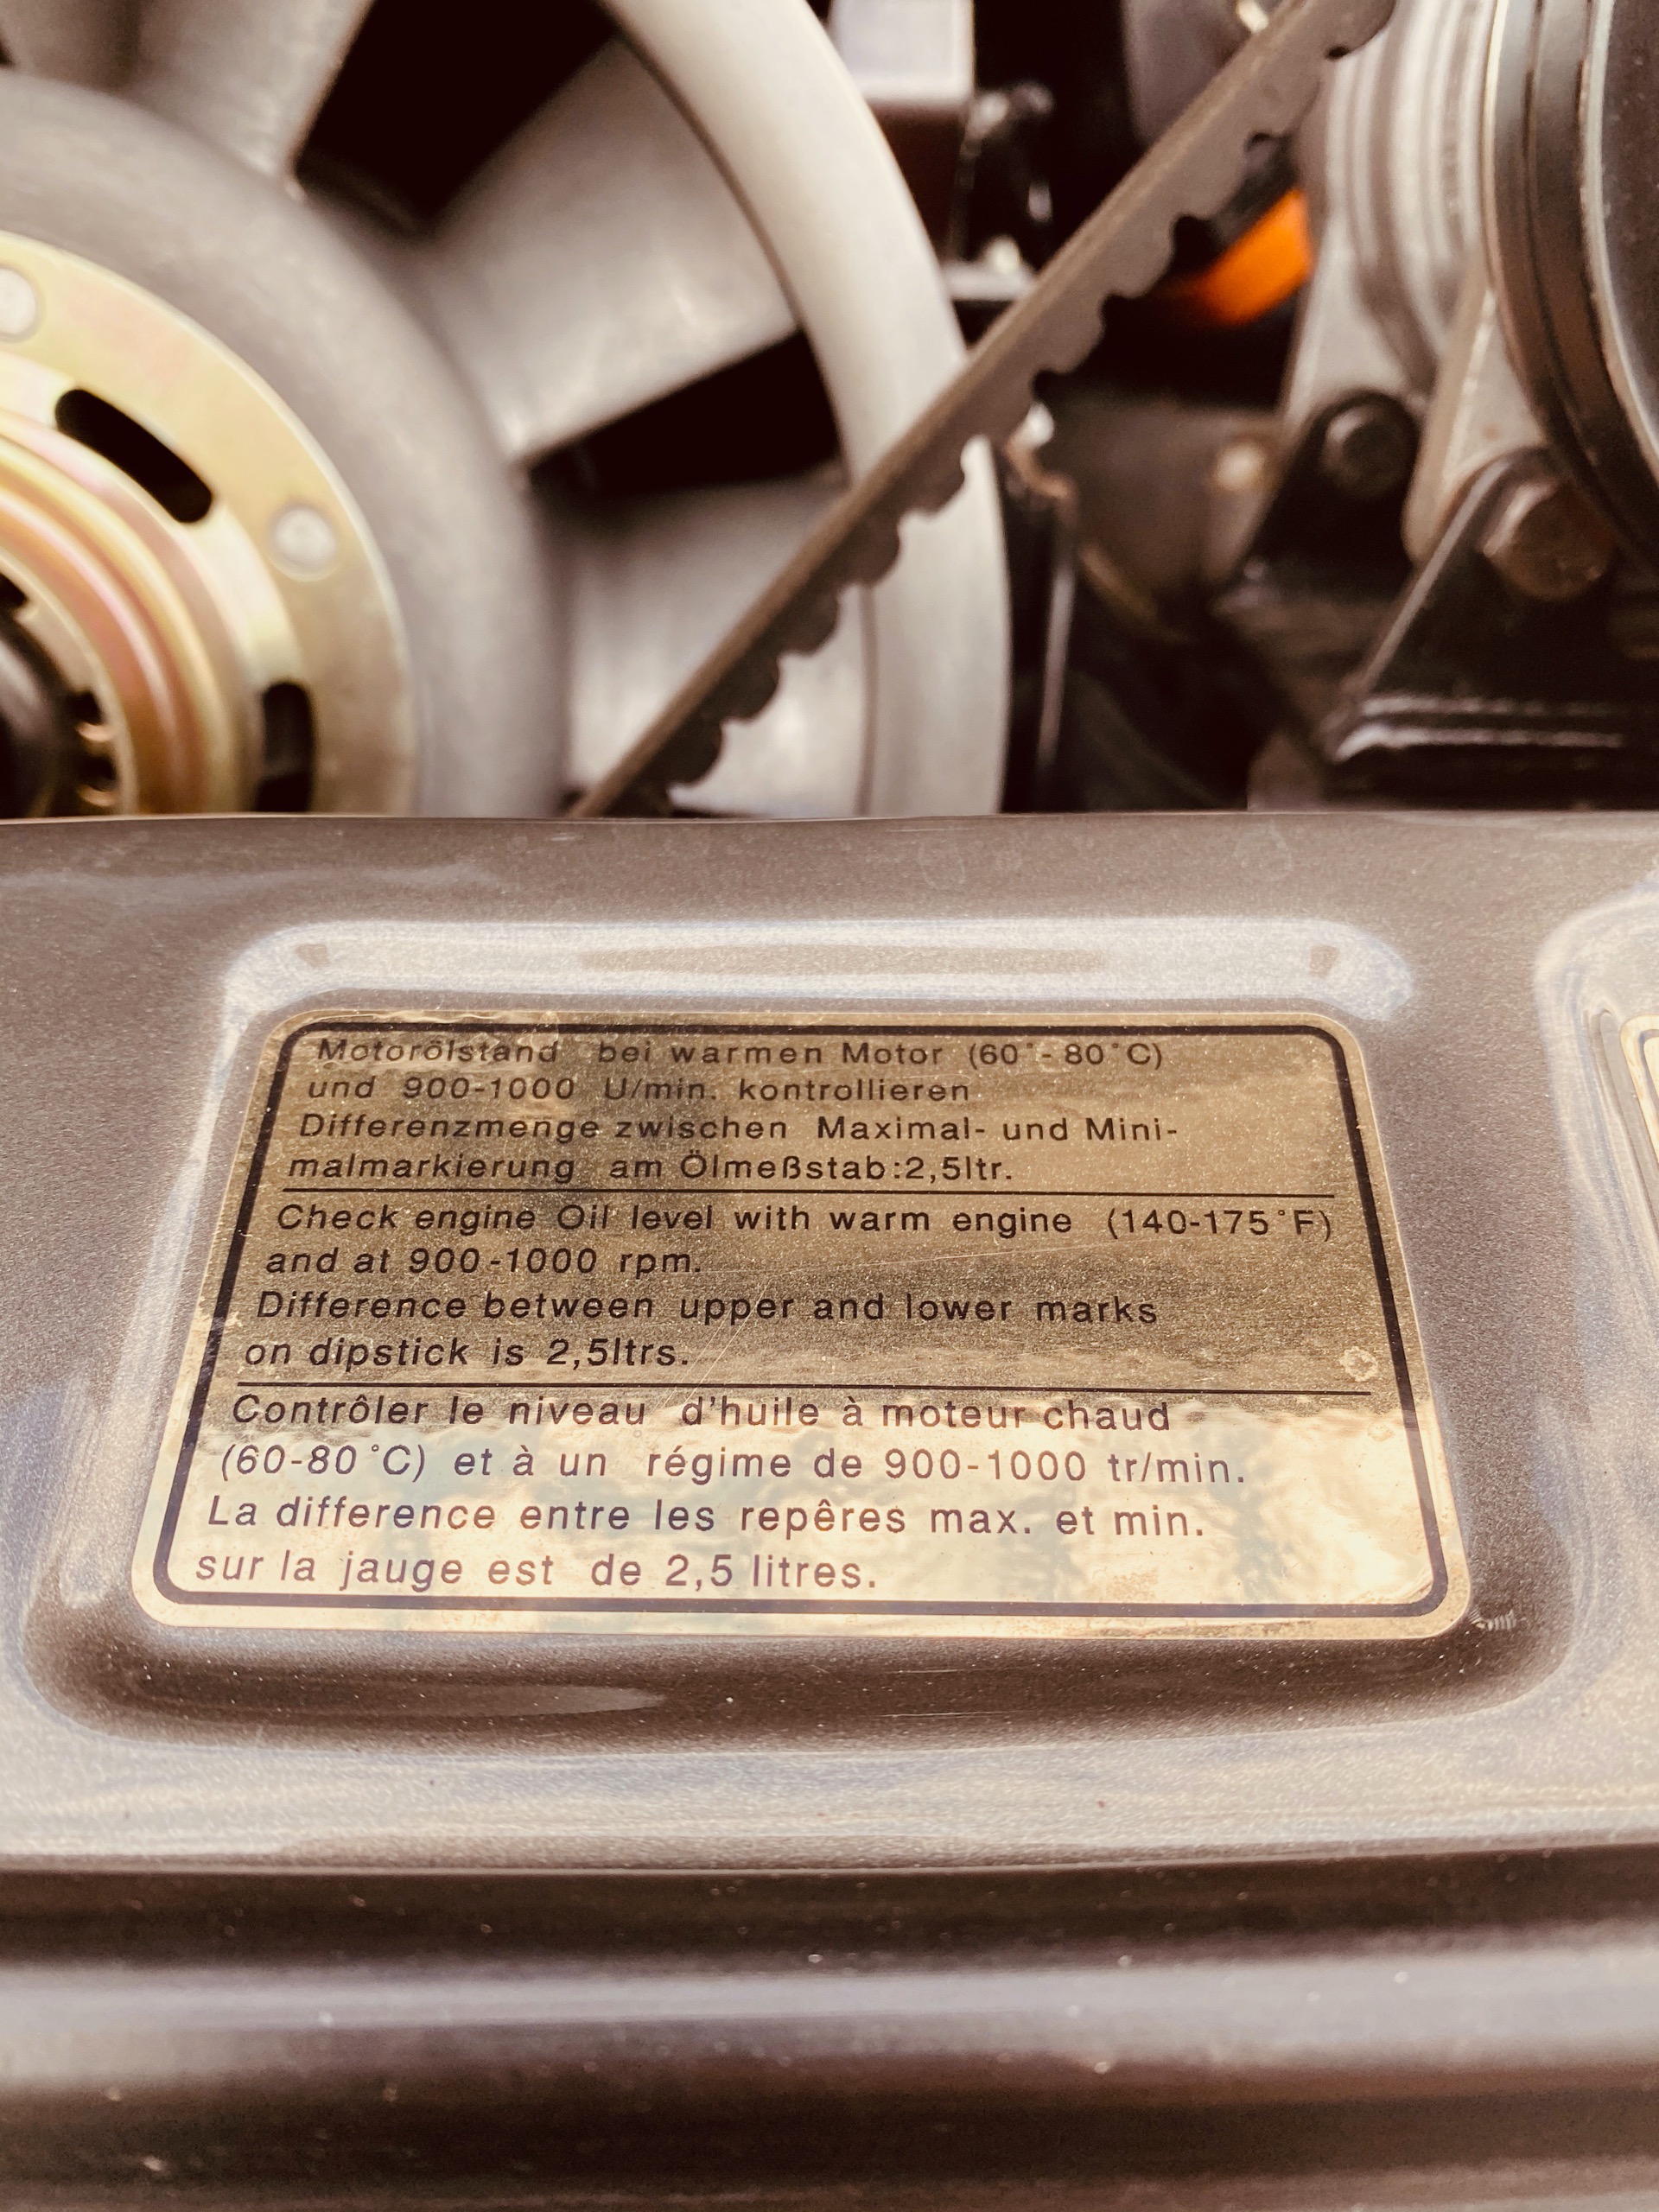 Motorölstand bei warmen Motor (60°- 80°C)
und 900-1000 U/min. kontrollieren
Differenzmenge zwischen Maximal- und Mini-
malmarkierung am Ölmeßstab:2,5ltr.
Check engine Oil level with warm engine (140-175°F)
and at 900-1000 rpm.
Difference between upper and lower marks
on dipstick is 2,5ltrs.
Contrôler le niveau d'huile à moteur chaud
(60-80°C) et à un régime de 900-1000 tr/min.
La difference entre les repêres max. et min.
sur la jauge est de 2,5 litres.